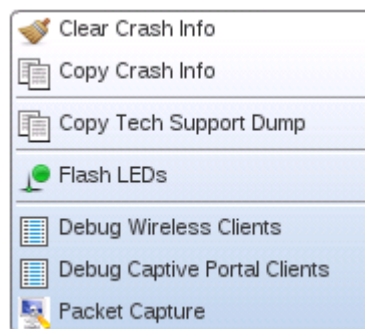 Clear Crash Info
Copy Crash Info
Copy Tech Support Dump
Flash LEDs
Debug Wireless Clients
Debug Captive Portal Clients
Packet Capture